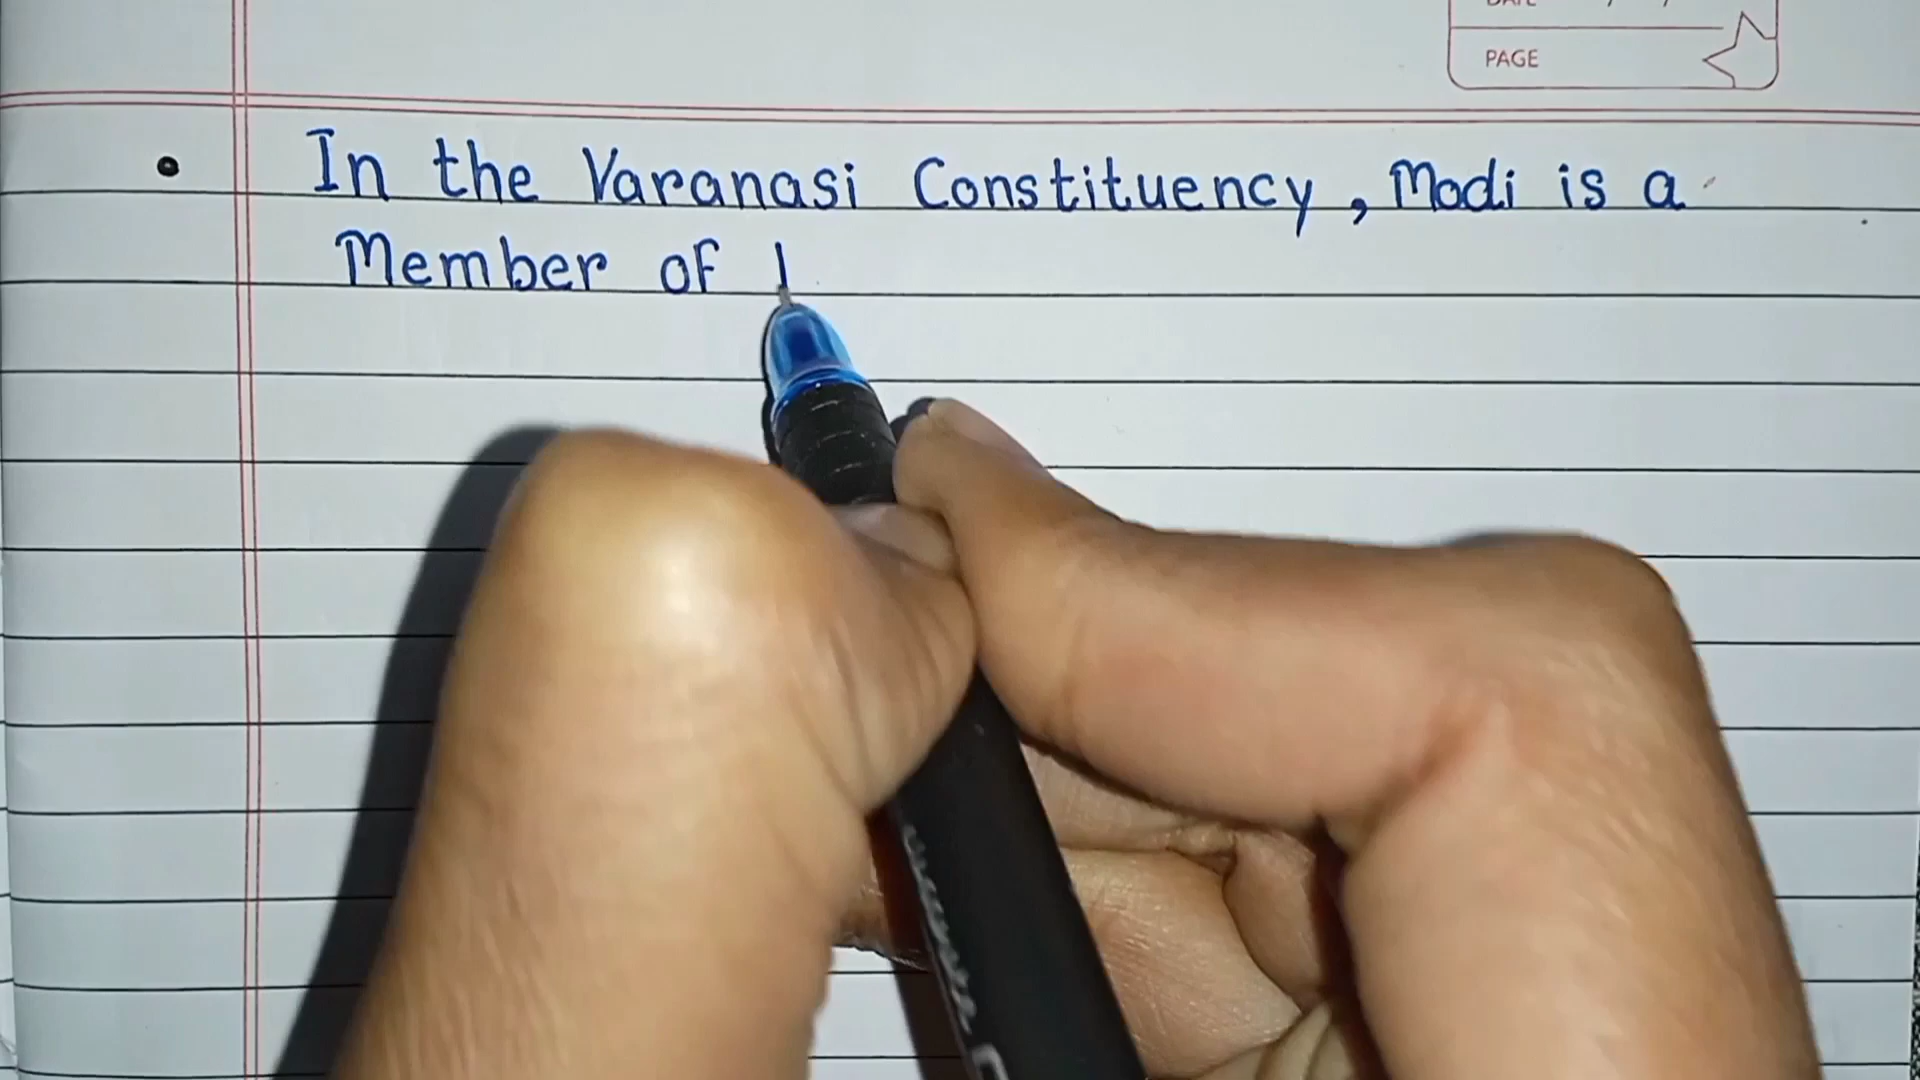 PAGE
• In the Varanasi Constituency, Modi is a
Member of